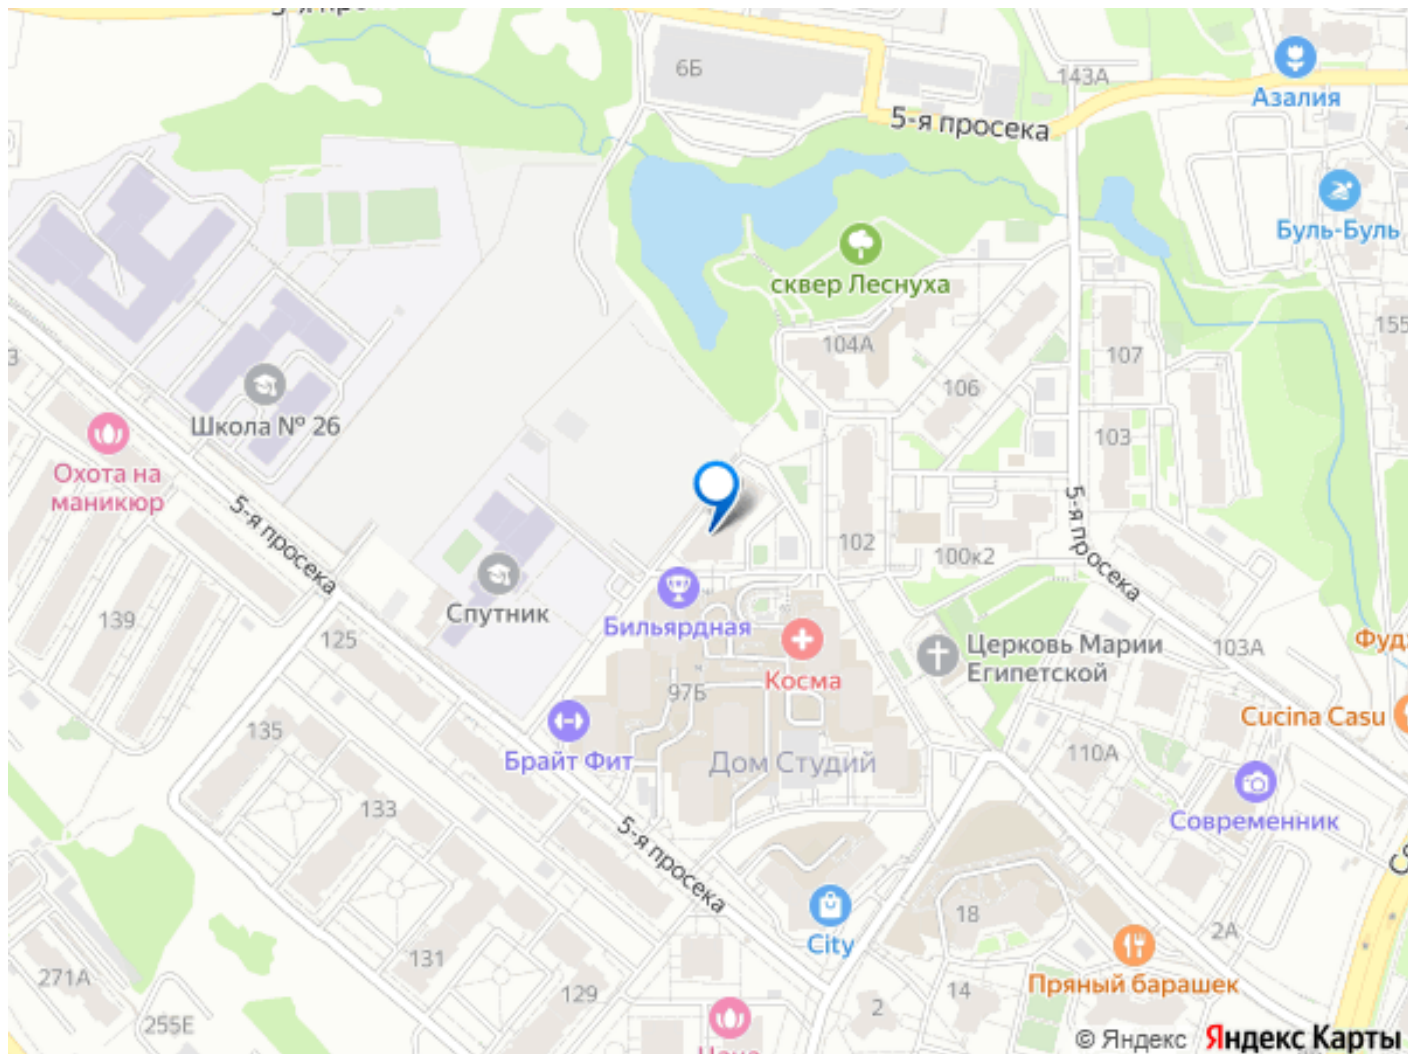 5-я просека
6Б
143А
Азалия
5-я просека
Буль-Буль
сквер Леснуха
155
104А
107
106
Школа № 26
103
Охота на
маникюр
5-я просека
5-я просека
102
100к2
Спутник
139
125
Бильярдная
Церковь Марии
Египетской
103А
Косма
97Б
Cucina Casu
135
Брайт Фит
Дом Студий
110А
133
Современник
5-я просека
18
2А
City
131
271А
Пряный барашек
129
14
2
255Е
© Яндекс Яндекс Карты